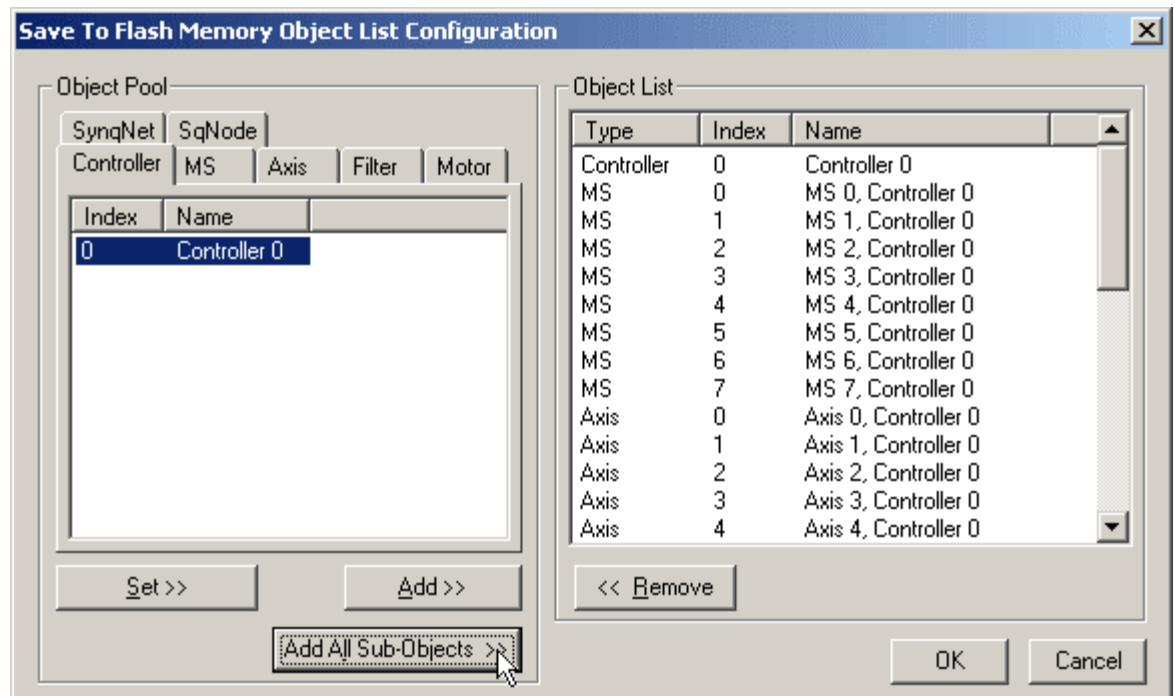 Save To Flash Memory Object List Configuration
Object Pool
SynqNet SqNode
Controller MS Axis Filter Motor
Index Name
0 Controller 0
Set >> Add >>
Add All Sub-Objects >>
Object List
Type Index Name
Controller 0 Controller 0
MS 0 MS 0, Controller 0
MS 1 MS 1, Controller 0
MS 2 MS 2, Controller 0
MS 3 MS 3, Controller 0
MS 4 MS 4, Controller 0
MS 5 MS 5, Controller 0
MS 6 MS 6, Controller 0
MS 7 MS 7, Controller 0
Axis 0 Axis 0, Controller 0
Axis 1 Axis 1, Controller 0
Axis 2 Axis 2, Controller 0
Axis 3 Axis 3, Controller 0
Axis 4 Axis 4, Controller 0
<< Remove
OK Cancel